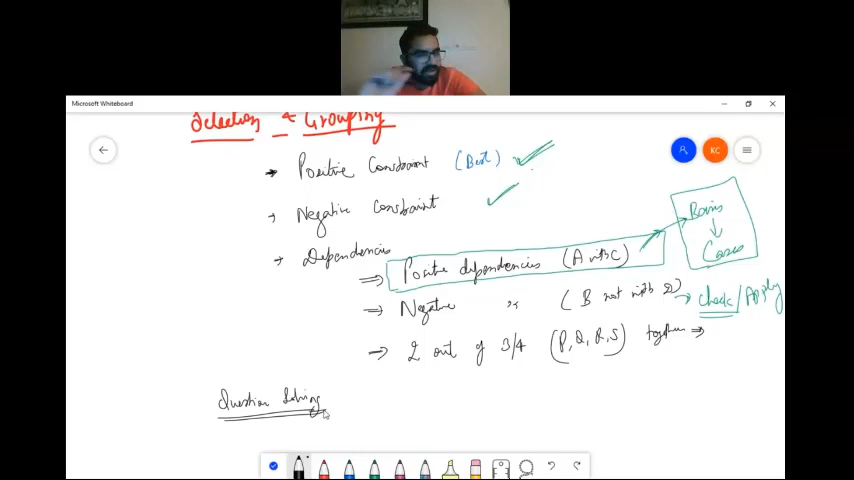 Microsoft Whiteboard
Selection & Grouping
→ Positive Constraint (Best)
KC
→ Negative Constraint
→ Dependencies
⇒ Positive dependencies (A with C)
Basis
↓
Cases
⇒ Negative " (B not with D) → Check/Apply
⇒ 2 out of 3/4 (P, Q, R, S) together ⇒
Question Solving